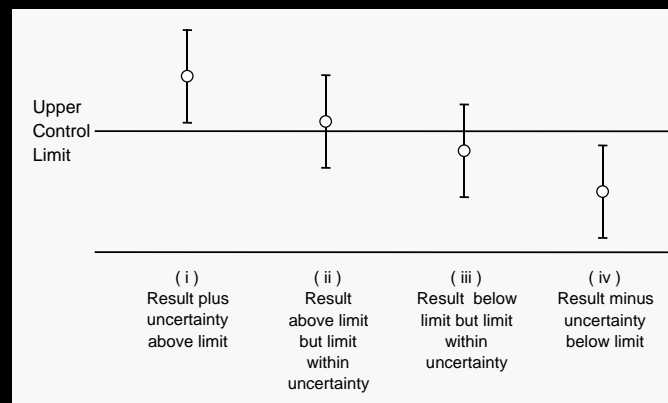 Upper
Control
Limit
( i )
Result plus
uncertainty
above limit
( ii )
Result
above limit
but limit
within
uncertainty
( iii )
Result below
limit but limit
within
uncertainty
( iv )
Result minus
uncertainty
below limit